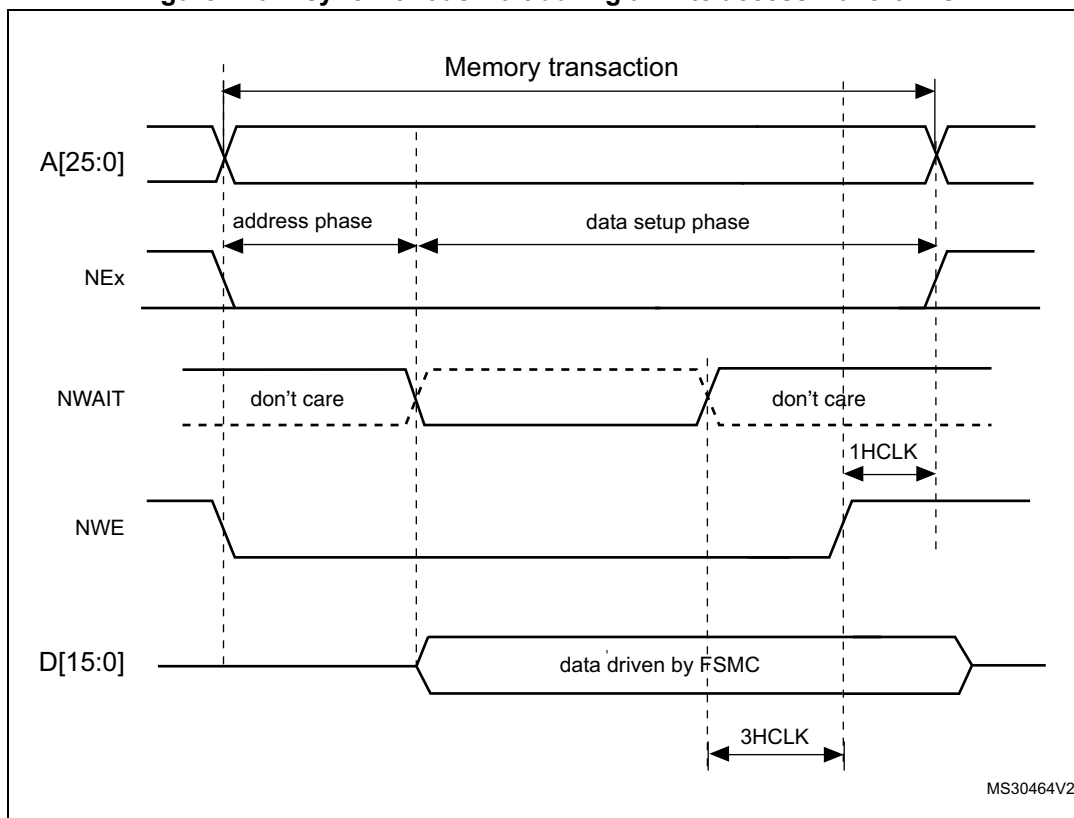 Memory transaction
A[25:0]
address phase
data setup phase
NEx
NWAIT
don't care
don't care
1HCLK
NWE
D[15:0]
data driven by FSMC
3HCLK
MS30464V2